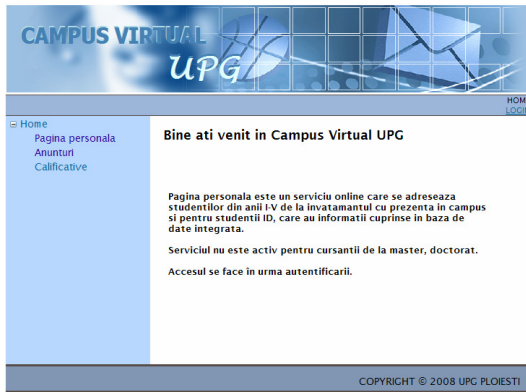 CAMPUS VIRTUAL
UPG
HOM
LOGI
Home
Pagina personala
Anunturi
Calificative
Bine ati venit in Campus Virtual UPG
Pagina personala este un serviciu online care se adreseaza
studentilor din anii I-V de la invatamantul cu prezenta in campus
si pentru studentii ID, care au informatii cuprinse in baza de
date integrata.
Serviciul nu este activ pentru cursantii de la master, doctorat.
Accesul se face în urma autentificarii.
COPYRIGHT © 2008 UPG PLOIESTI